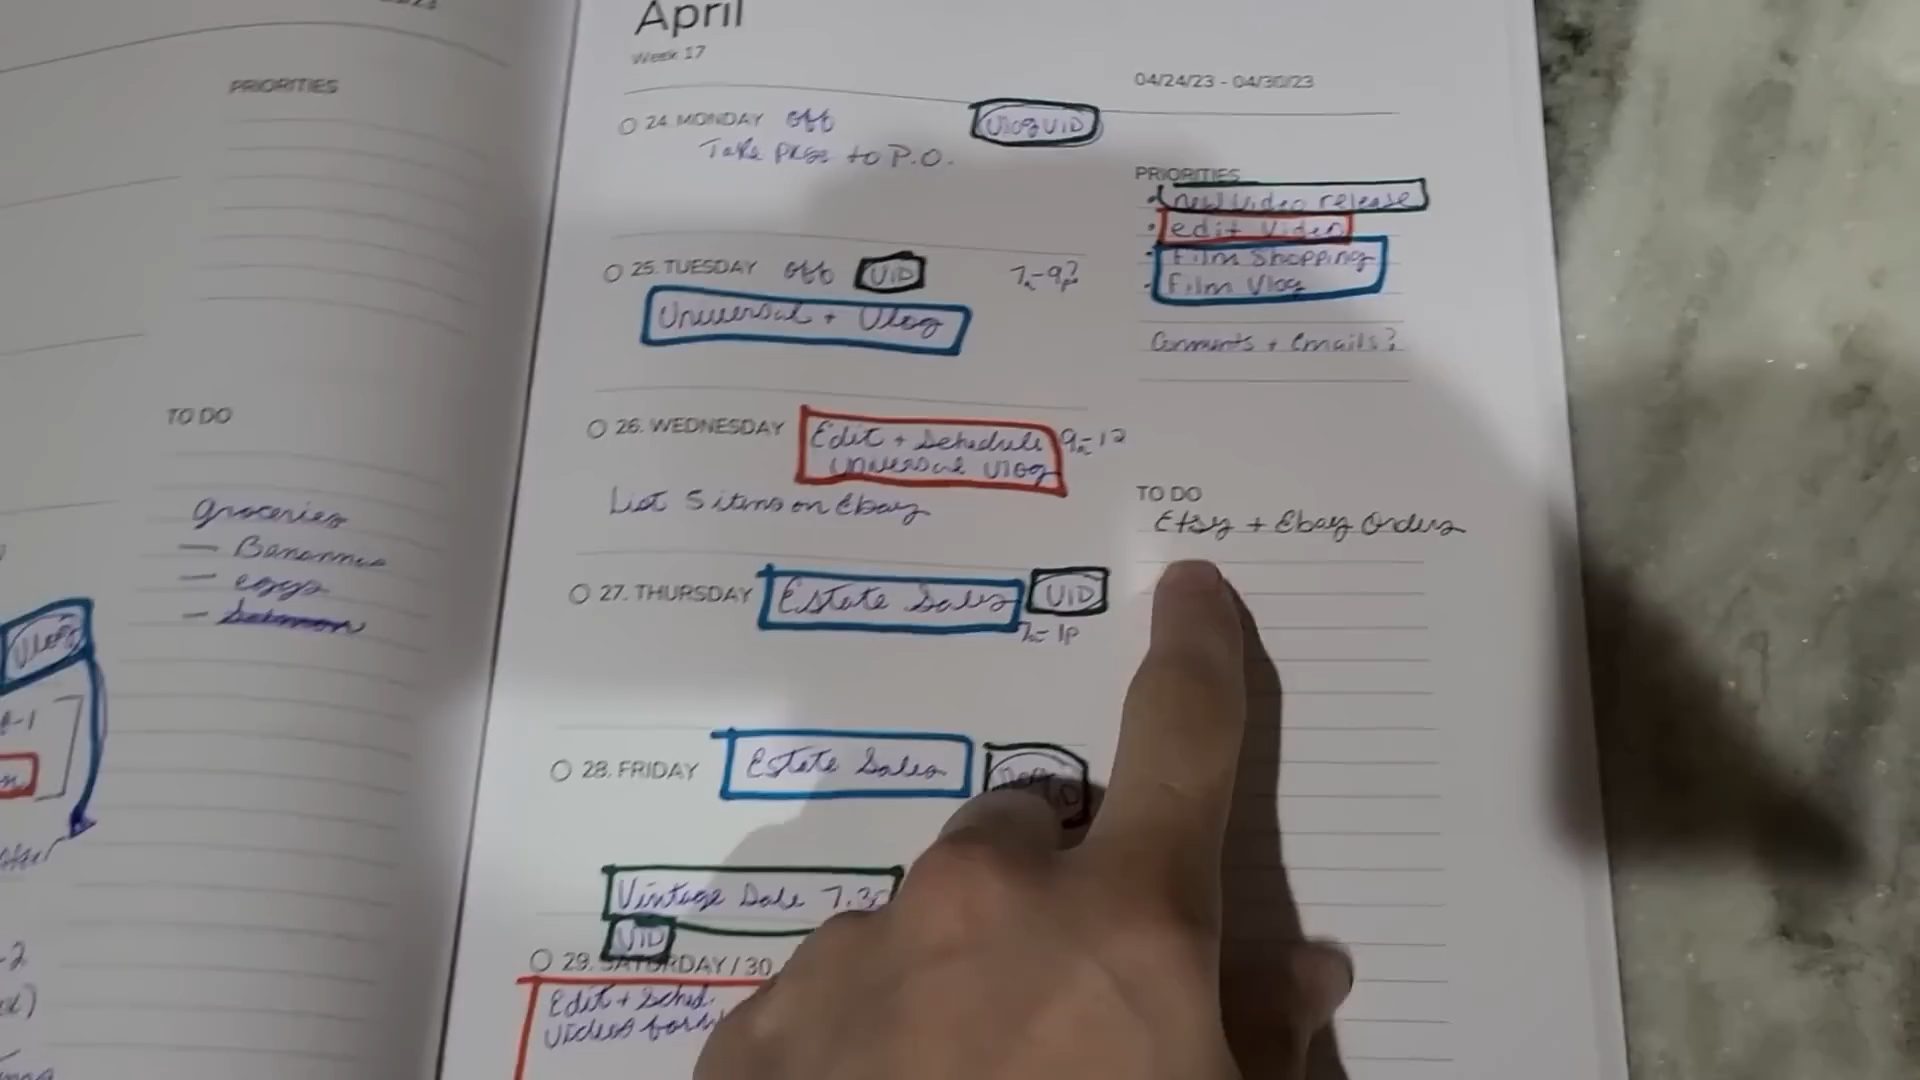 PRIORITIES
TO DO
groceries
— Banannas
— eggs
— Salmon
April
Week 17
04/24/23 - 04/30/23
24. MONDAY off
Vlog VID
Take pkgs to P.O.
25. TUESDAY off VID 7a-9p?
Universal + Vlog
26. WEDNESDAY Edit + Schedule 9a-12
Universal Vlog
List 5 items on Ebay
27. THURSDAY Estate Sales VID
7a-1p
28. FRIDAY Estate Sales
Vintage Sale 7.30
VID
29. SATURDAY / 30
Edit + Sched.
Videos for
PRIORITIES
• new video release
• edit video
• Film Shopping
• Film Vlog
Comments + emails?
TO DO
Etsy + Ebay Orders